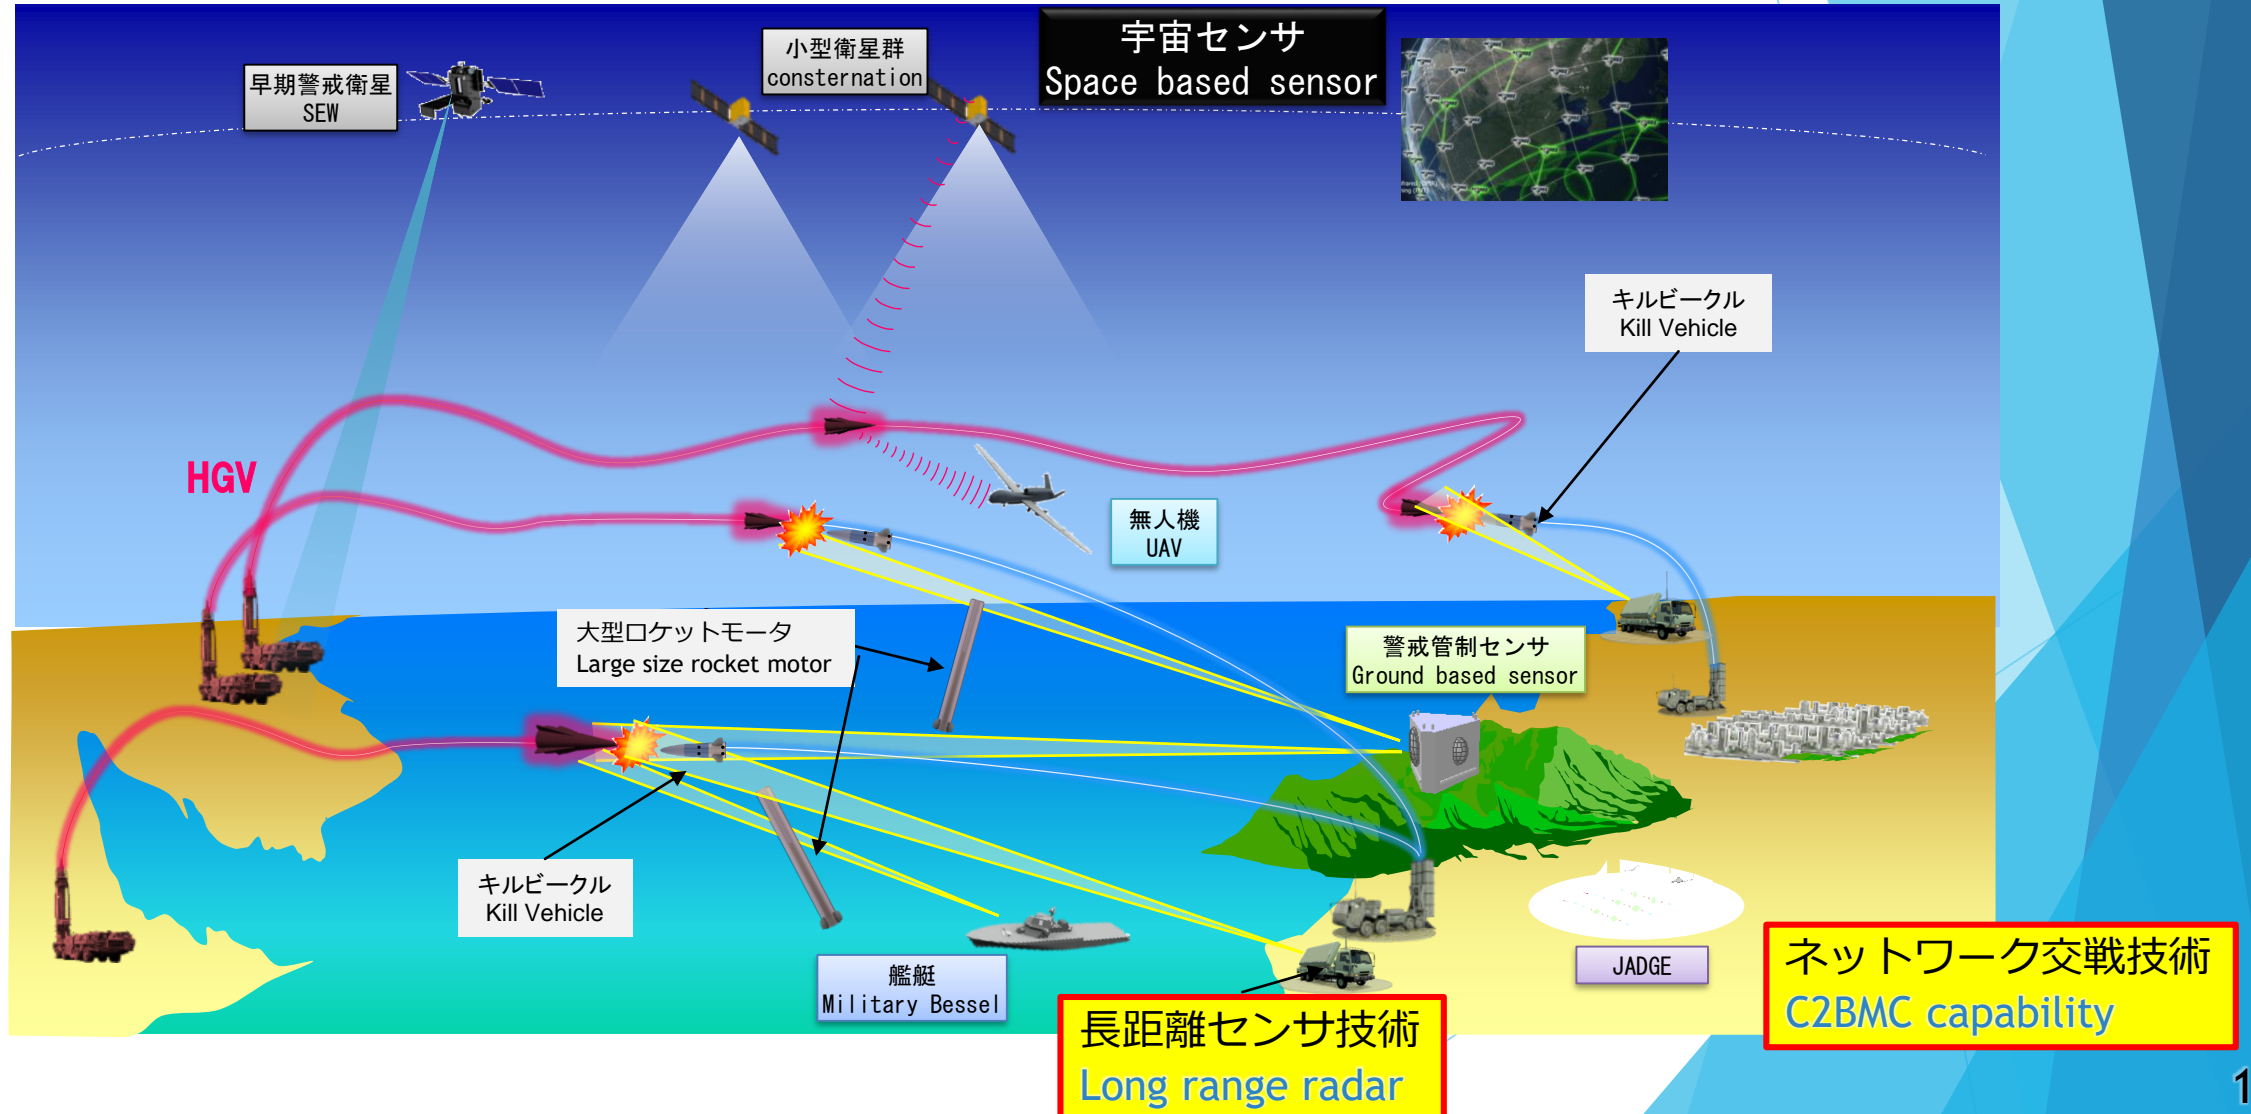 宇宙センサ
Space based sensor
早期警戒衛星
SEW
小型衛星群
consternation
キルビークル
Kill Vehicle
HGV
無人機
UAV
大型ロケットモータ
Large size rocket motor
警戒管制センサ
Ground based sensor
キルビークル
Kill Vehicle
艦艇
Military Bessel
JADGE
長距離センサ技術
Long range radar
ネットワーク交戦技術
C2BMC capability
1